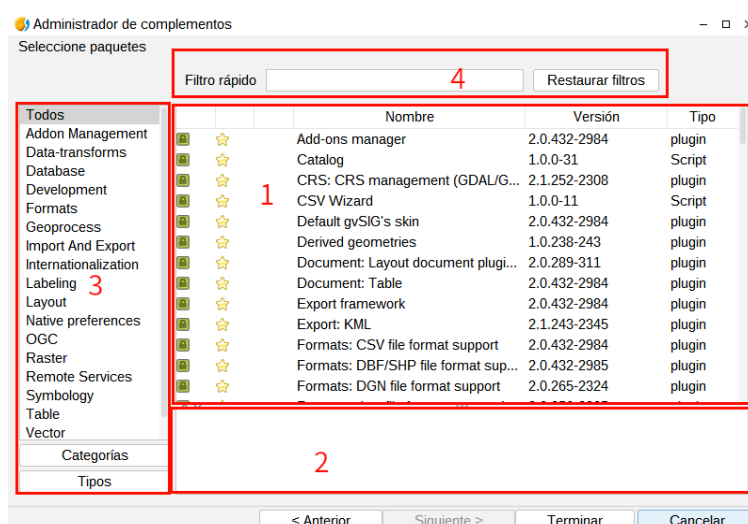 Administrador de complementos
Seleccione paquetes
Filtro rápido 4 Restaurar filtros
Todos
Addon Management
Data-transforms
Database
Development
Formats
Geoprocess
Import And Export
Internationalization
Labeling
Layout
Native preferences
OGC
Raster
Remote Services
Symbology
Table
Vector
3
Categorías
Tipos
Nombre Versión Tipo
Add-ons manager 2.0.432-2984 plugin
Catalog 1.0.0-31 Script
CRS: CRS management (GDAL/G... 2.1.252-2308 plugin
1 CSV Wizard 1.0.0-11 Script
Default gvSIG's skin 2.0.432-2984 plugin
Derived geometries 1.0.238-243 plugin
Document: Layout document plugi... 2.0.289-311 plugin
Document: Table 2.0.432-2984 plugin
Export framework 2.0.432-2984 plugin
Export: KML 2.1.243-2345 plugin
Formats: CSV file format support 2.0.432-2984 plugin
Formats: DBF/SHP file format sup... 2.0.432-2985 plugin
Formats: DGN file format support 2.0.265-2324 plugin
2
< Anterior Siguiente > Terminar Cancelar